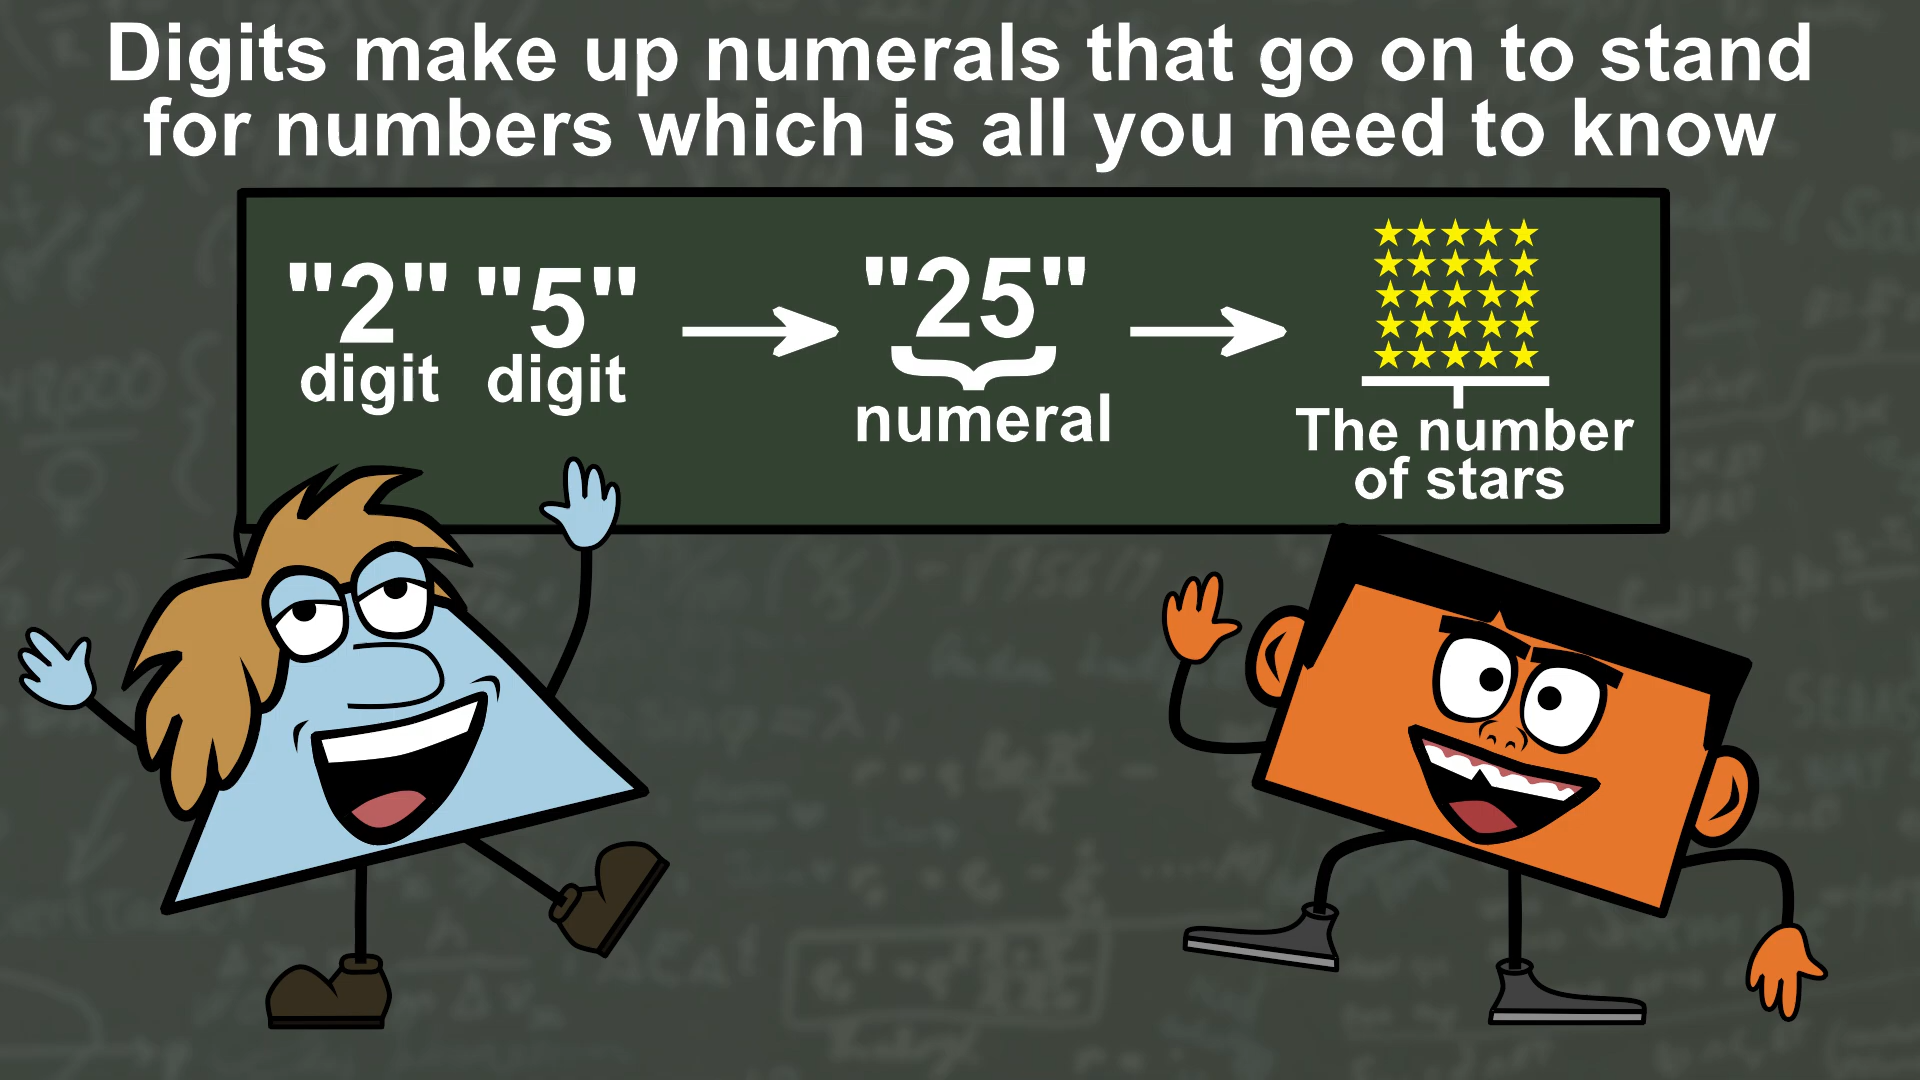 Digits make up numerals that go on to stand
for numbers which is all you need to know
"2" "5" "25"
digit digit
numeral
The number
of stars